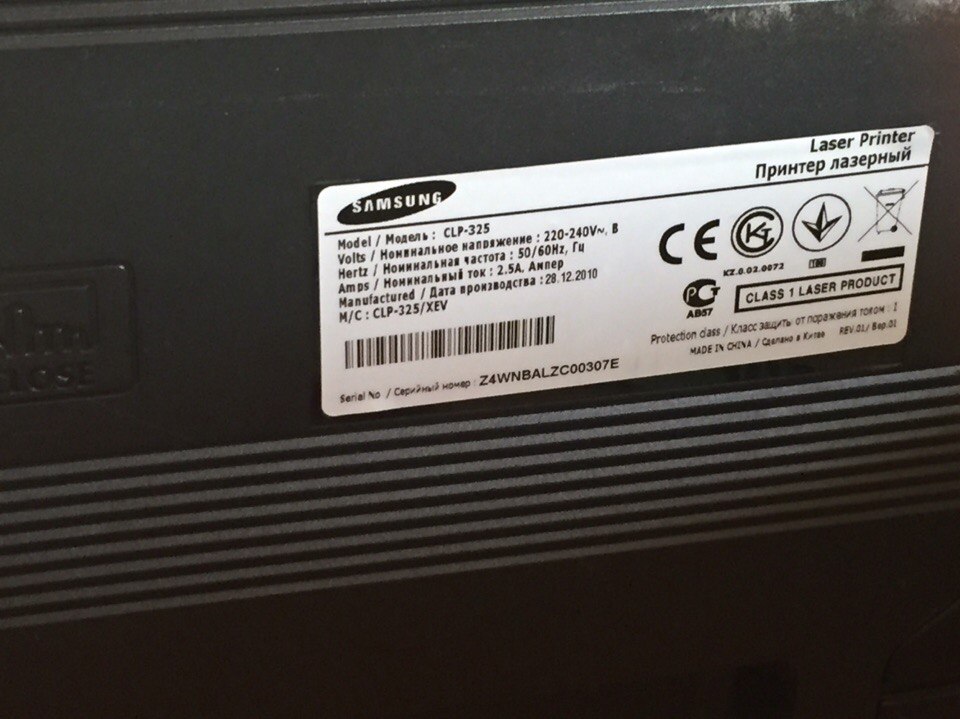 Laser Printer
Принтер лазерный
SAMSUNG
Model / Модель : CLP-325
Volts / Номинальное напряжение : 220-240V~, В
Hertz / Номинальная частота : 50/60Hz, Гц
Amps / Номинальный ток : 2.5A, Ампер
Manufactured / Дата производства : 28.12.2010
M/C : CLP-325/XEV
Serial No / Серийный номер : Z4WNBALZC00307E
CE
KZ.0.02.0072
PCT
АВ57
CLASS 1 LASER PRODUCT
Protection class / Класс защиты от поражения током : I
MADE IN CHINA / Сделано в Китае REV.01/ Вер.01
CLOSE